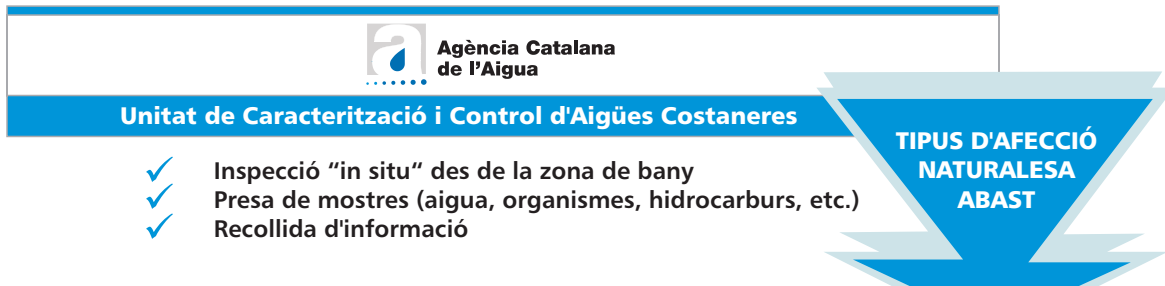 Agència Catalana
de l'Aigua
Unitat de Caracterització i Control d'Aigües Costaneres
Inspecció “in situ“ des de la zona de bany
Presa de mostres (aigua, organismes, hidrocarburs, etc.)
Recollida d'informació
TIPUS D'AFECCIÓ
NATURALESA
ABAST